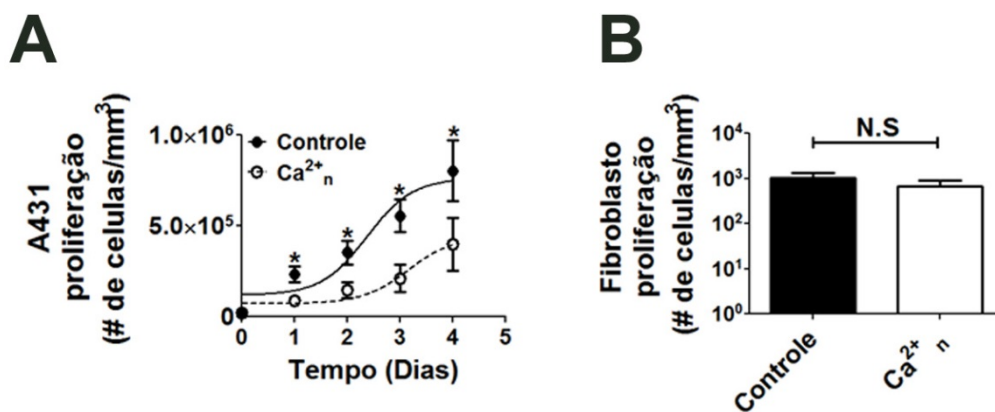 A
A431
proliferação
(# de celulas/mm³)
1.0×10⁶
5.0×10⁵
0
Controle
Ca²⁺ₙ
*
*
*
*
0 1 2 3 4 5
Tempo (Dias)
B
Fibroblasto
proliferação
(# de celulas/mm³)
10⁴
10³
10²
10¹
10⁰
N.S
Controle
Ca²⁺ₙ